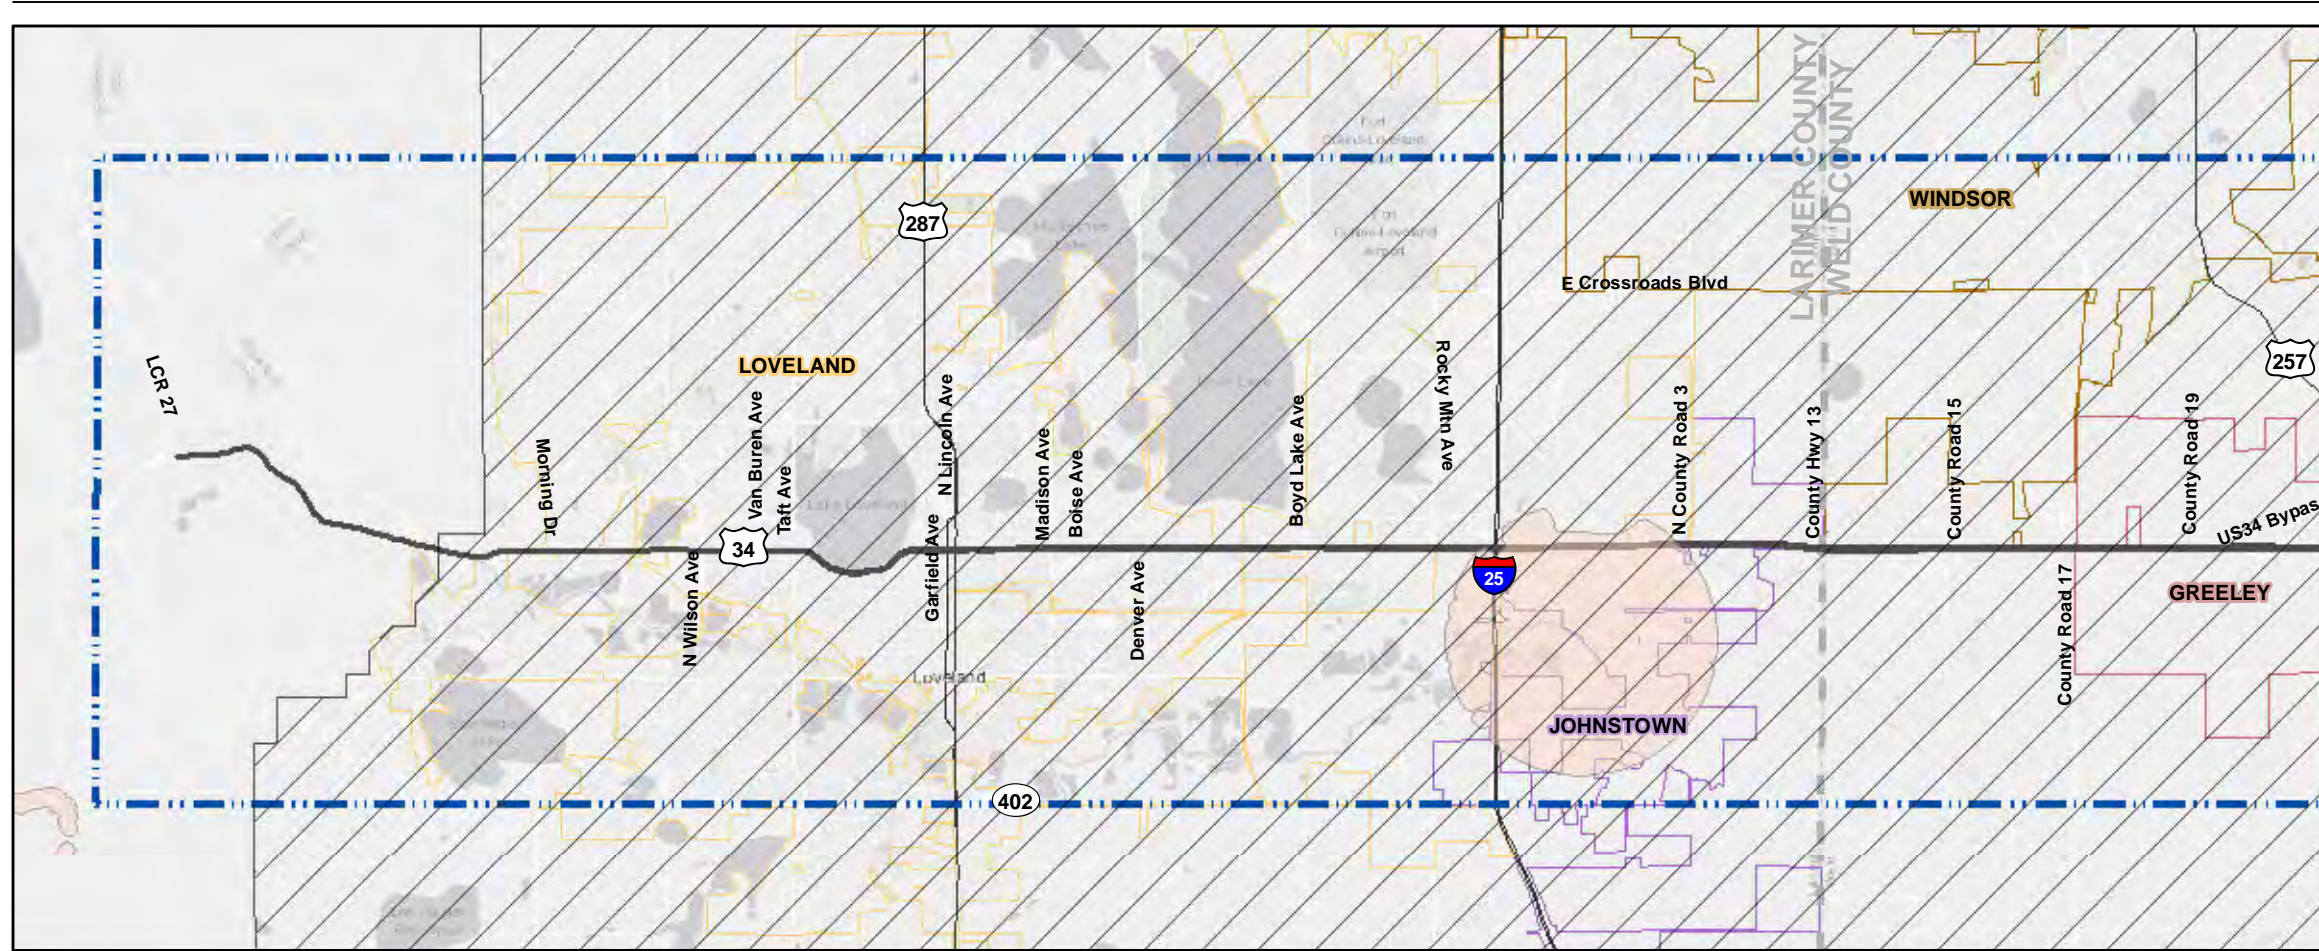 LARIMER COUNTY
WELD COUNTY
WINDSOR
287
E Crossroads Blvd
LOVELAND
LCR 27
257
Morning Dr
Van Buren Ave
Taft Ave
N Lincoln Ave
Madison Ave
Boise Ave
Boyd Lake Ave
Rocky Mtn Ave
N County Road 3
County Hwy 13
County Road 15
County Road 19
US34 Bypas
34
Lake Loveland
25
N Wilson Ave
Garfield Ave
Denver Ave
County Road 17
GREELEY
Loveland
JOHNSTOWN
402